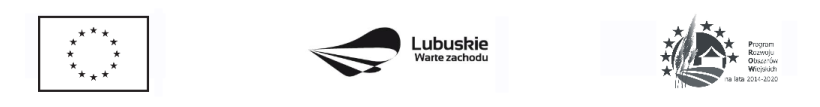 Lubuskie
Warte zachodu
Program
Rozwoju
Obszarów
Wiejskich
na lata 2014-2020